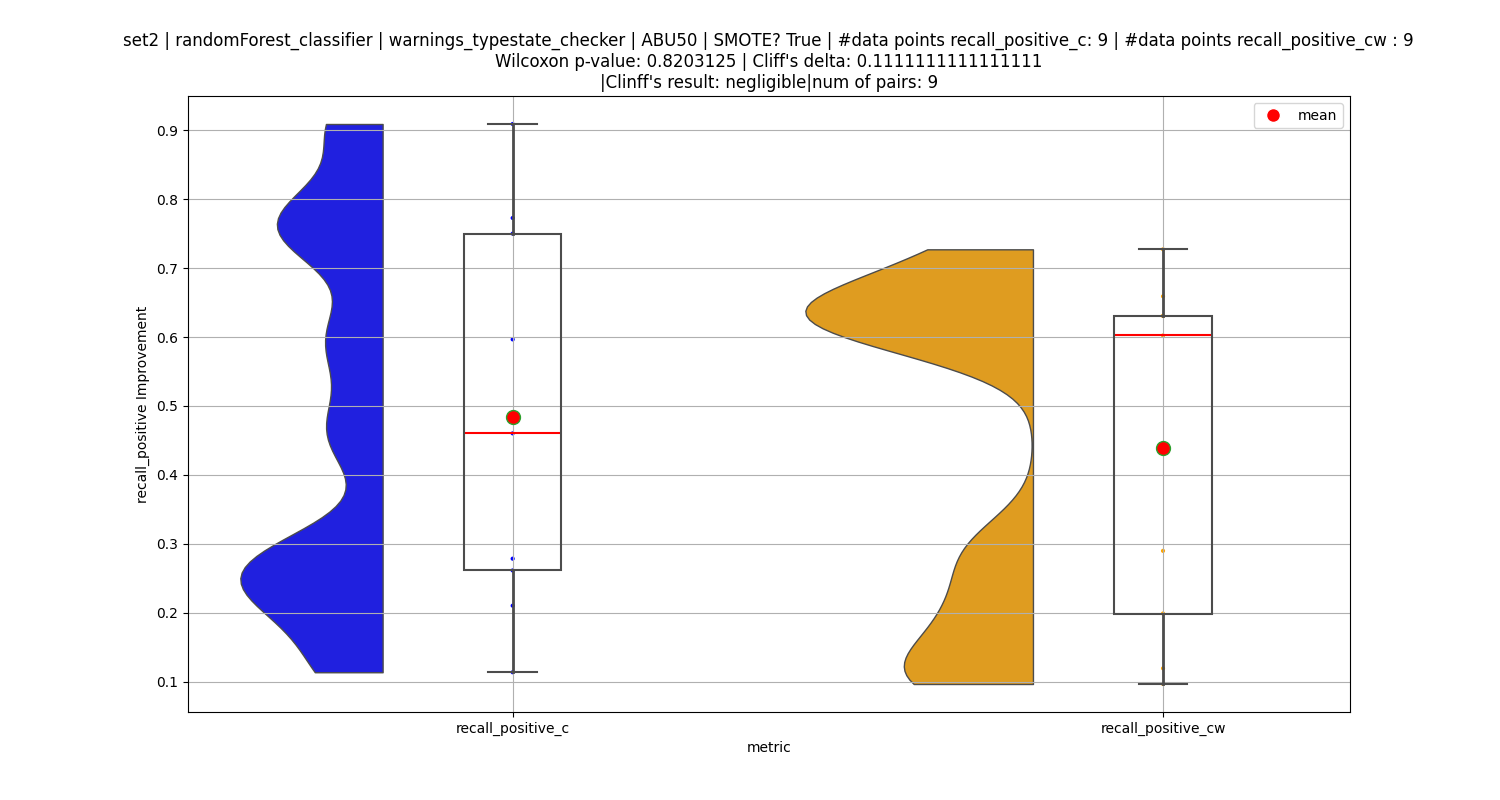 set2 | randomForest_classifier | warnings_typestate_checker | ABU50 | SMOTE? True | #data points recall_positive_c: 9 | #data points recall_positive_cw : 9
Wilcoxon p-value: 0.8203125 | Cliff's delta: 0.1111111111111111
|Clinff's result: negligible|num of pairs: 9
mean
0.9
0.8
0.7
0.6
0.5
0.4
0.3
0.2
0.1
recall_positive Improvement
recall_positive_c
recall_positive_cw
metric